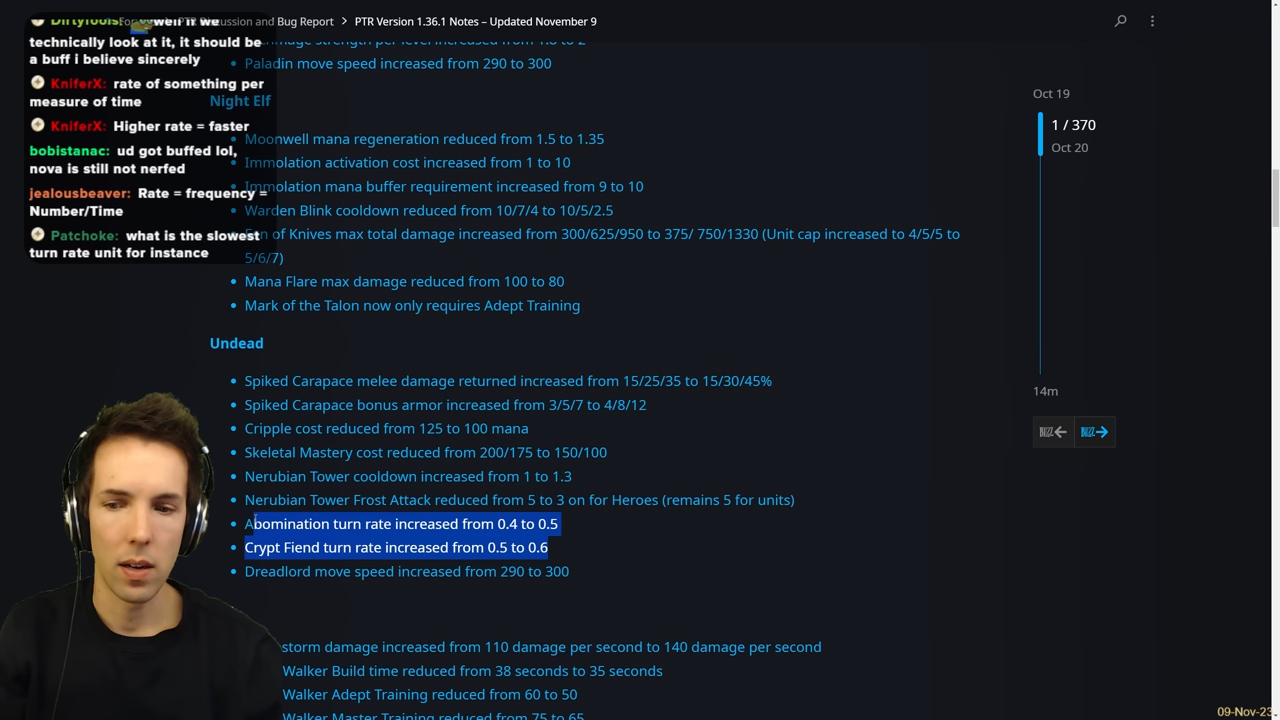 PTR Discussion and Bug Report > PTR Version 1.36.1 Notes – Updated November 9
technically look at it, it should be
a buff i believe sincerely
KniferX: rate of something per
measure of time
KniferX: Higher rate = faster
bobistanac: ud got buffed lol,
nova is still not nerfed
jealousbeaver: Rate = frequency =
Number/Time
Patchoke: what is the slowest
turn rate unit for instance
Paladin move speed increased from 290 to 300
Night Elf
Moonwell mana regeneration reduced from 1.5 to 1.35
Immolation activation cost increased from 1 to 10
Immolation mana buffer requirement increased from 9 to 10
Warden Blink cooldown reduced from 10/7/4 to 10/5/2.5
of Knives max total damage increased from 300/625/950 to 375/ 750/1330 (Unit cap increased to 4/5/5 to
5/6/7)
Mana Flare max damage reduced from 100 to 80
Mark of the Talon now only requires Adept Training
Undead
Spiked Carapace melee damage returned increased from 15/25/35 to 15/30/45%
Spiked Carapace bonus armor increased from 3/5/7 to 4/8/12
Cripple cost reduced from 125 to 100 mana
Skeletal Mastery cost reduced from 200/175 to 150/100
Nerubian Tower cooldown increased from 1 to 1.3
Nerubian Tower Frost Attack reduced from 5 to 3 on for Heroes (remains 5 for units)
Abomination turn rate increased from 0.4 to 0.5
Crypt Fiend turn rate increased from 0.5 to 0.6
Dreadlord move speed increased from 290 to 300
storm damage increased from 110 damage per second to 140 damage per second
Walker Build time reduced from 38 seconds to 35 seconds
Walker Adept Training reduced from 60 to 50
Walker Master Training reduced from 75 to 65
Oct 19
1 / 370
Oct 20
14m
09-Nov-23